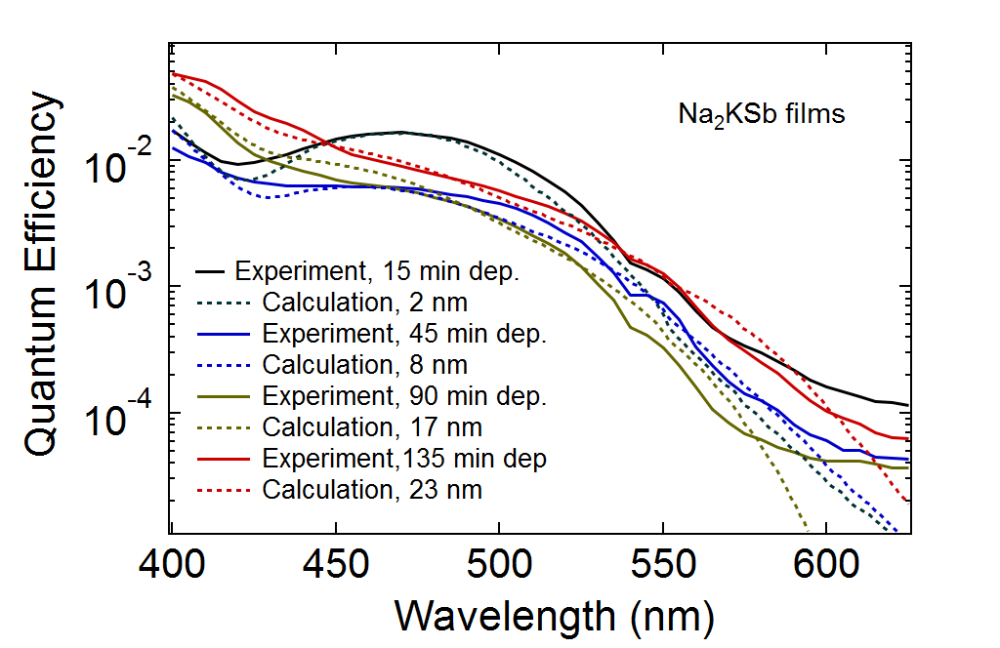 Quantum Efficiency
10⁻²
10⁻³
10⁻⁴
Na₂KSb films
Experiment, 15 min dep.
Calculation, 2 nm
Experiment, 45 min dep.
Calculation, 8 nm
Experiment, 90 min dep.
Calculation, 17 nm
Experiment,135 min dep
Calculation, 23 nm
400 450 500 550 600
Wavelength (nm)